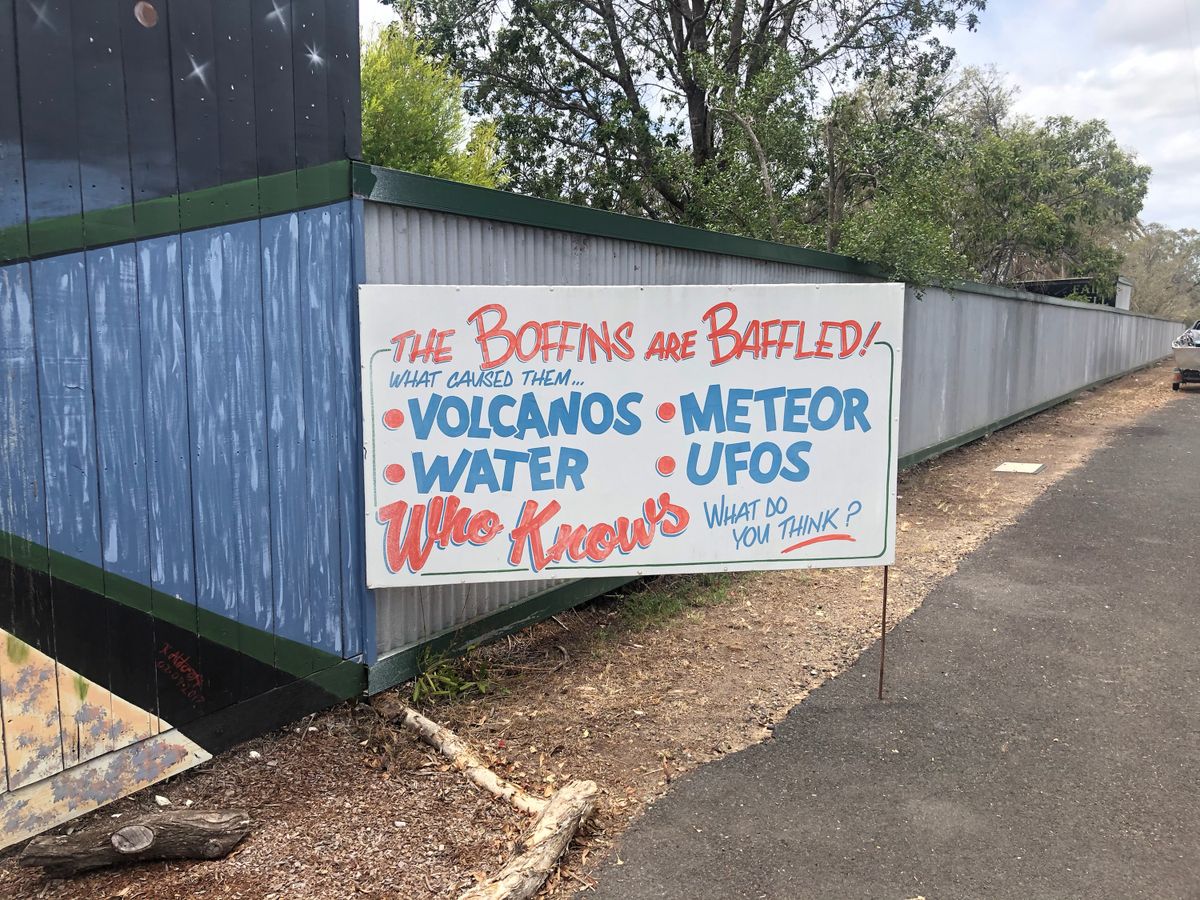 THE BOFFINS ARE BAFFLED!
WHAT CAUSED THEM...
• VOLCANOS • METEOR
• WATER • UFOS
Who Knows WHAT DO
YOU THINK?